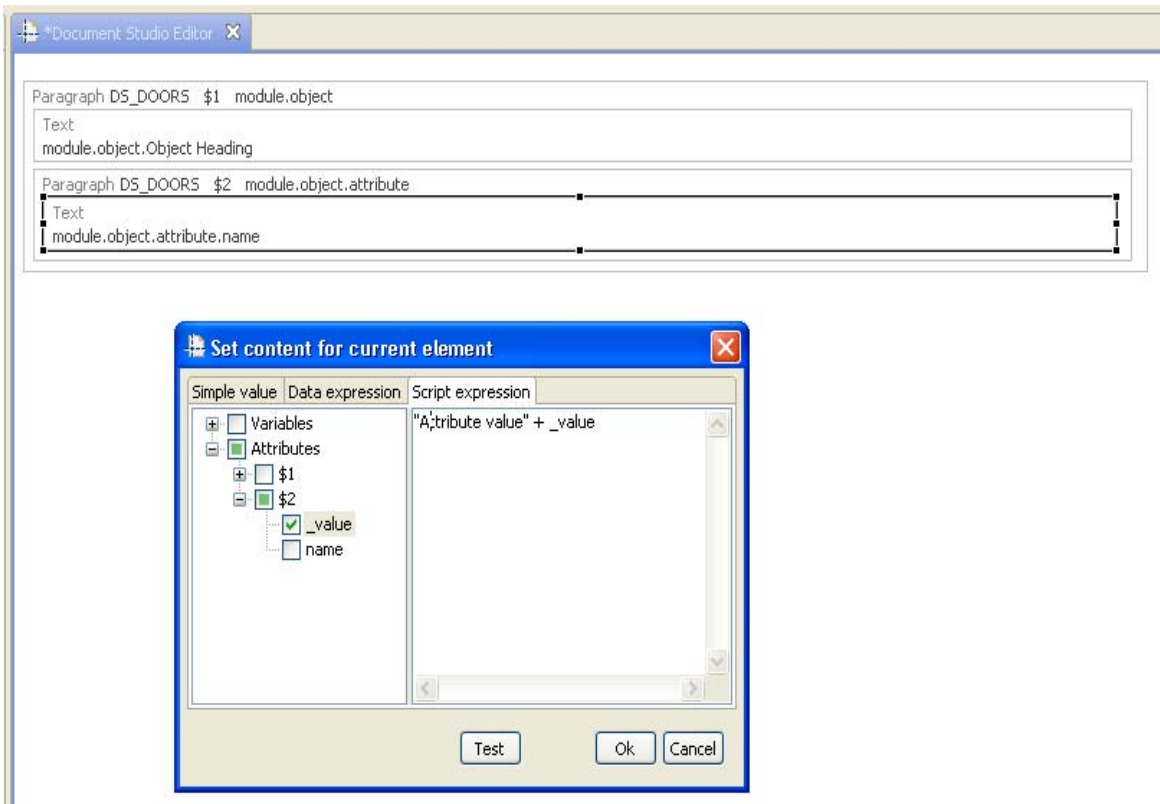 *Document Studio Editor
Paragraph DS_DOORS $1 module.object
Text
module.object.Object Heading
Paragraph DS_DOORS $2 module.object.attribute
Text
module.object.attribute.name
Set content for current element
Simple value Data expression Script expression
Variables
Attributes
$1
$2
_value
name
"Attribute value" + _value
Test Ok Cancel